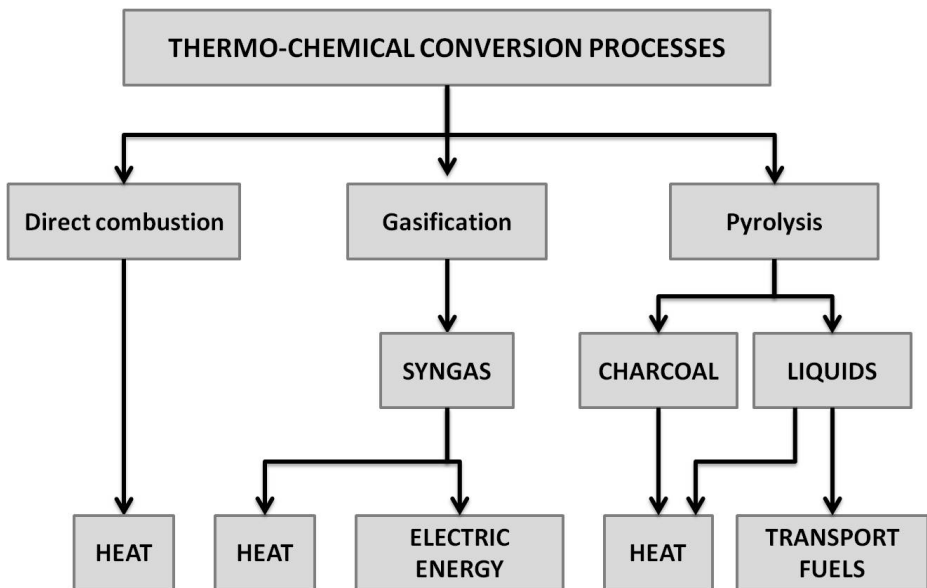 THERMO-CHEMICAL CONVERSION PROCESSES
Direct combustion
Gasification
Pyrolysis
SYNGAS
CHARCOAL
LIQUIDS
HEAT
HEAT
ELECTRIC
ENERGY
HEAT
TRANSPORT
FUELS